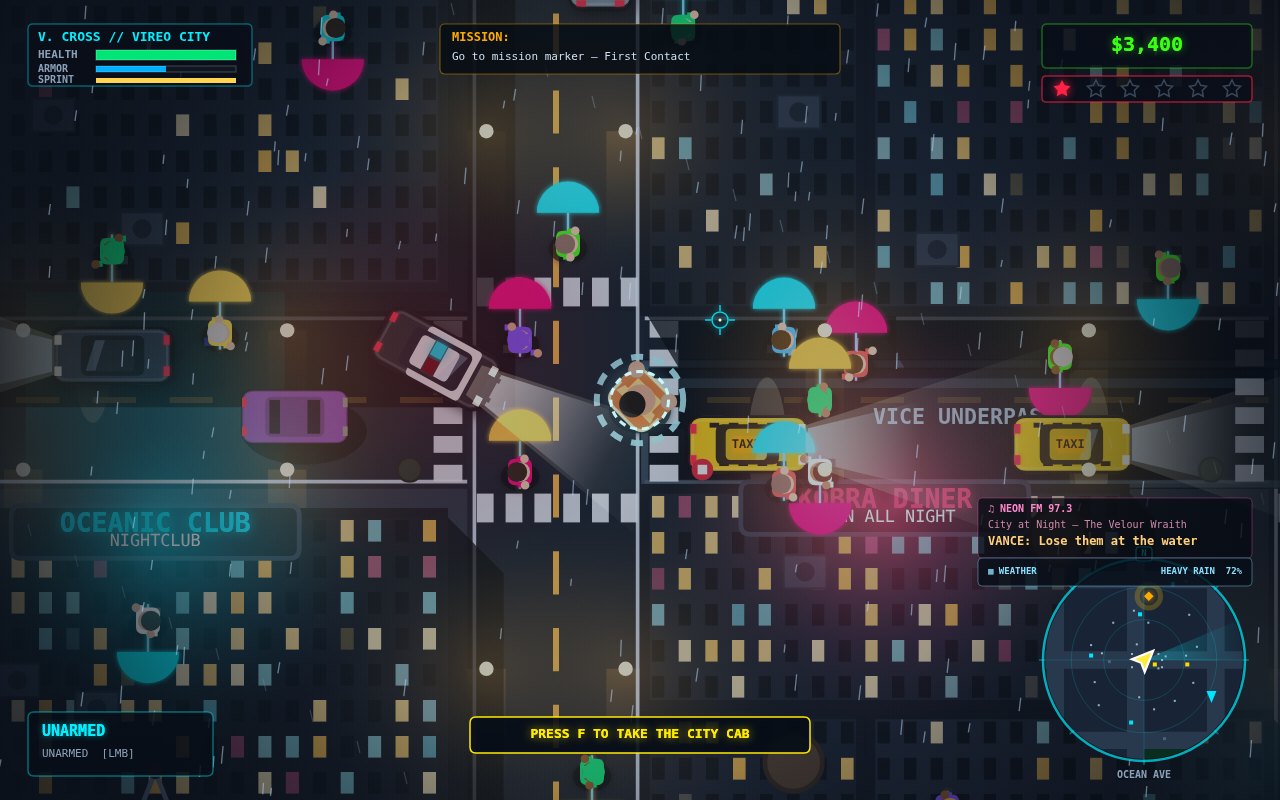 V. CROSS // VIREO CITY
HEALTH
ARMOR
SPRINT
MISSION:
Go to mission marker — First Contact
$3,400
VICE UNDERPAS
TAXI
TAXI
KOBRA DINER
N ALL NIGHT
OCEANIC CLUB
NIGHTCLUB
♫ NEON FM 97.3
City at Night — The Velour Wraith
VANCE: Lose them at the water
N
■ WEATHER HEAVY RAIN 72%
UNARMED
UNARMED [LMB]
PRESS F TO TAKE THE CITY CAB
OCEAN AVE